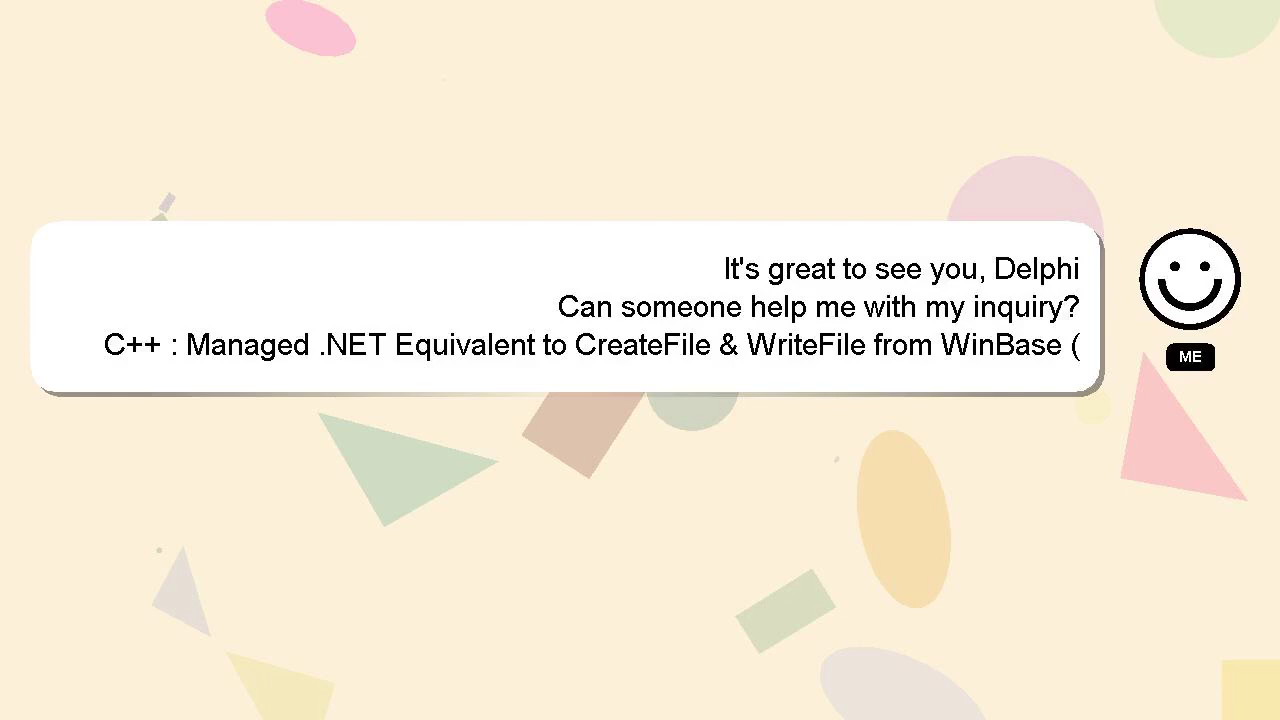 It's great to see you, Delphi
Can someone help me with my inquiry?
C++ : Managed .NET Equivalent to CreateFile & WriteFile from WinBase (
ME